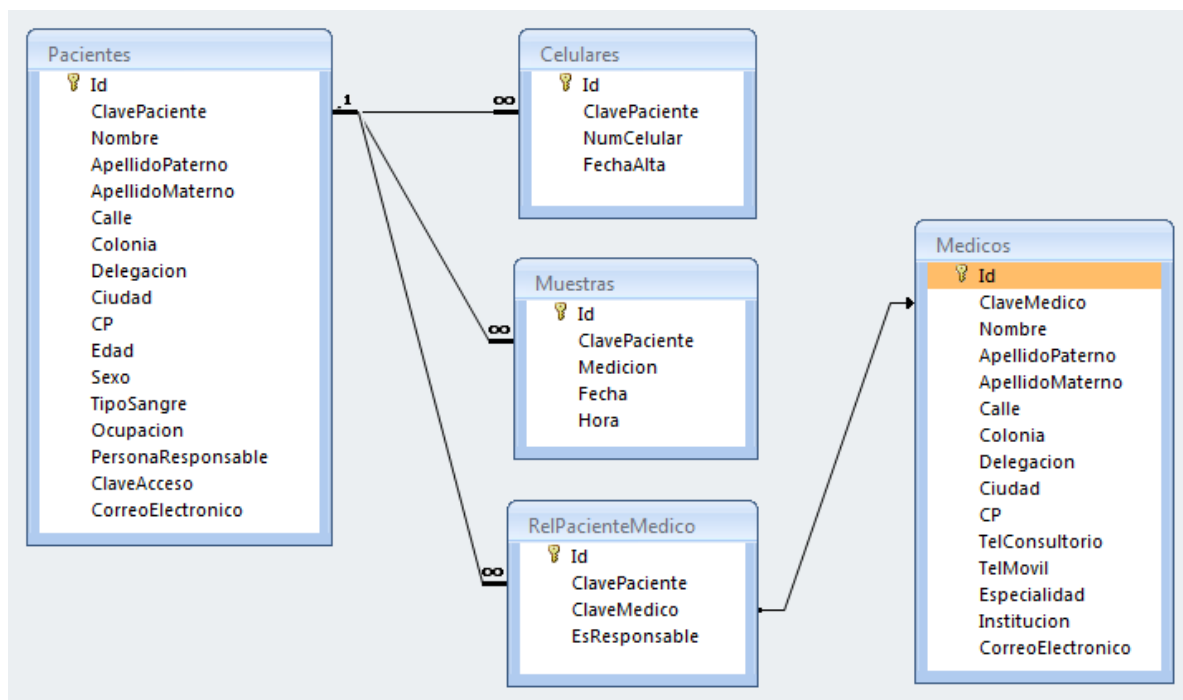 Pacientes
Id
ClavePaciente
Nombre
ApellidoPaterno
ApellidoMaterno
Calle
Colonia
Delegacion
Ciudad
CP
Edad
Sexo
TipoSangre
Ocupacion
PersonaResponsable
ClaveAcceso
CorreoElectronico
1
∞
Celulares
Id
ClavePaciente
NumCelular
FechaAlta
∞
Muestras
Id
ClavePaciente
Medicion
Fecha
Hora
∞
RelPacienteMedico
Id
ClavePaciente
ClaveMedico
EsResponsable
Medicos
Id
ClaveMedico
Nombre
ApellidoPaterno
ApellidoMaterno
Calle
Colonia
Delegacion
Ciudad
CP
TelConsultorio
TelMovil
Especialidad
Institucion
CorreoElectronico